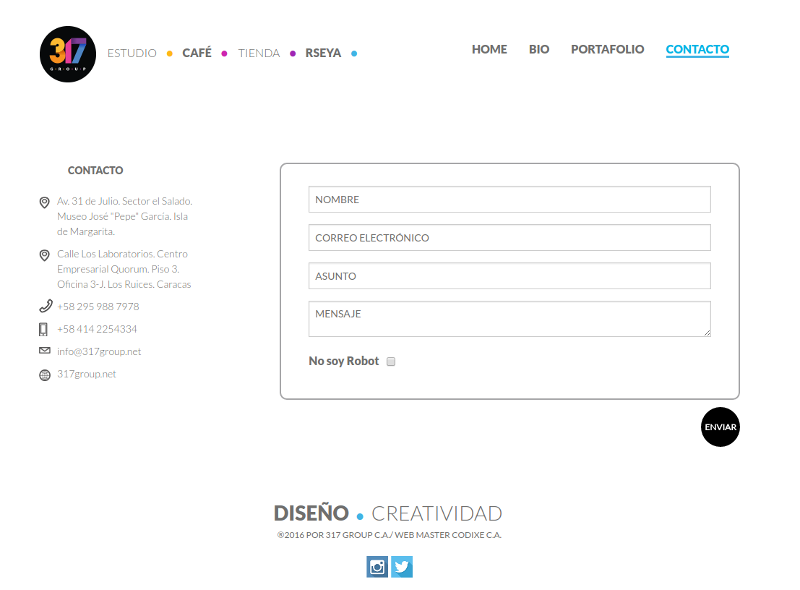 317
GROUP
ESTUDIO • CAFÉ • TIENDA • RSEYA •
HOME BIO PORTAFOLIO CONTACTO
CONTACTO
Av. 31 de Julio. Sector el Salado.
Museo José "Pepe" García. Isla
de Margarita.
Calle Los Laboratorios. Centro
Empresarial Quorum. Piso 3.
Oficina 3-J. Los Ruices. Caracas
+58 295 988 7978
+58 414 2254334
info@317group.net
317group.net
NOMBRE
CORREO ELECTRÓNICO
ASUNTO
MENSAJE
No soy Robot
ENVIAR
DISEÑO • CREATIVIDAD
®2016 POR 317 GROUP C.A./ WEB MASTER CODIXE C.A.